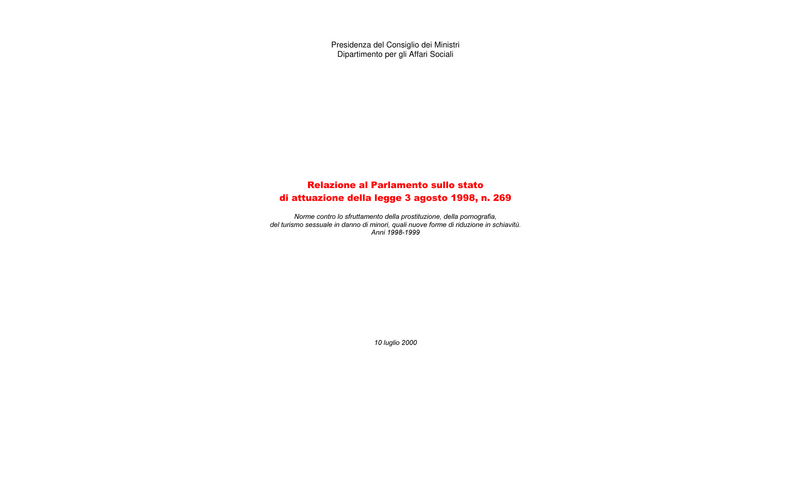 Presidenza del Consiglio dei Ministri
Dipartimento per gli Affari Sociali
Relazione al Parlamento sullo stato
di attuazione della legge 3 agosto 1998, n. 269
Norme contro lo sfruttamento della prostituzione, della pornografia,
del turismo sessuale in danno di minori, quali nuove forme di riduzione in schiavitù.
Anni 1998-1999
10 luglio 2000